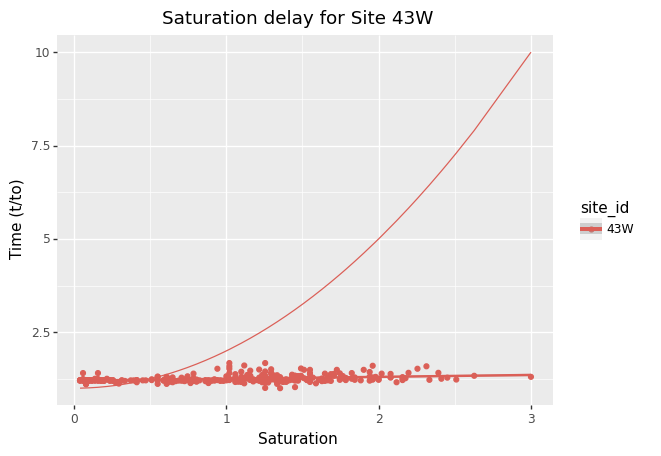 Saturation delay for Site 43W
10
7.5
5
2.5
Time (t/to)
0
1
2
3
Saturation
site_id
43W